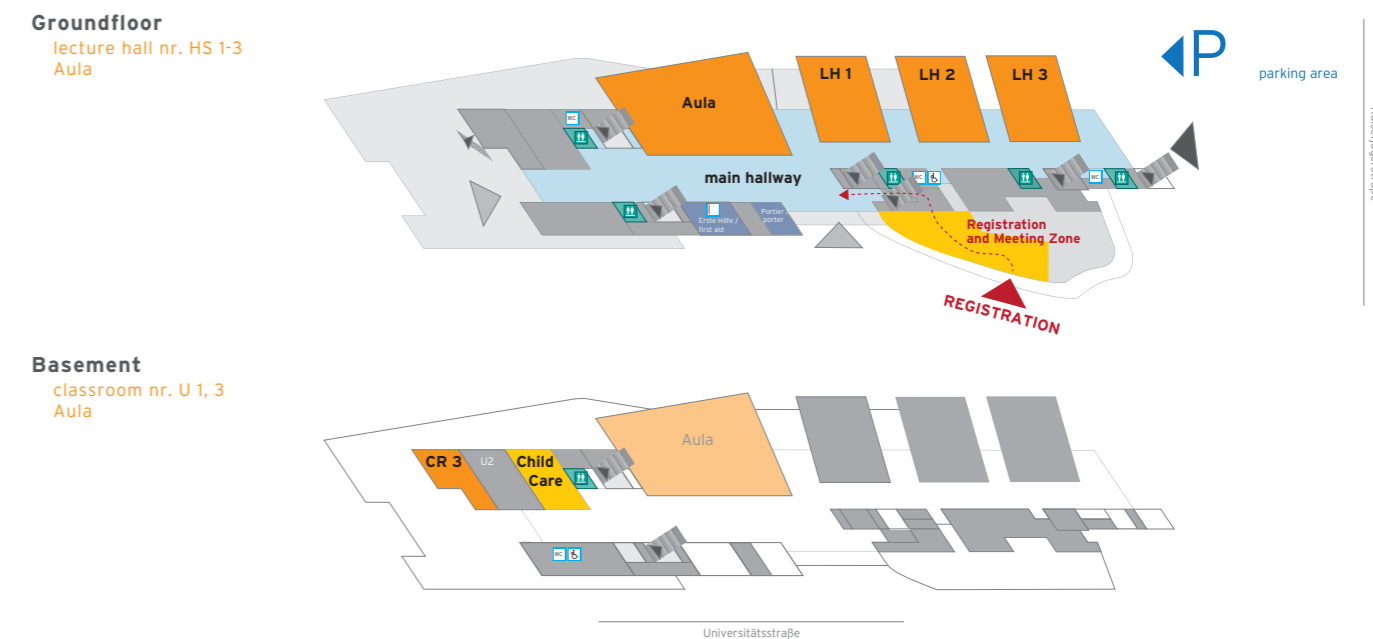 Groundfloor
lecture hall nr. HS 1-3
Aula
P
parking area
Aula
LH 1
LH 2
LH 3
WC
main hallway
WC
WC
Erste Hilfe /
first aid
Portier /
porter
Registration
and Meeting Zone
REGISTRATION
Basement
classroom nr. U 1, 3
Aula
Aula
CR 3
U2
Child
Care
WC
Universitätsstraße